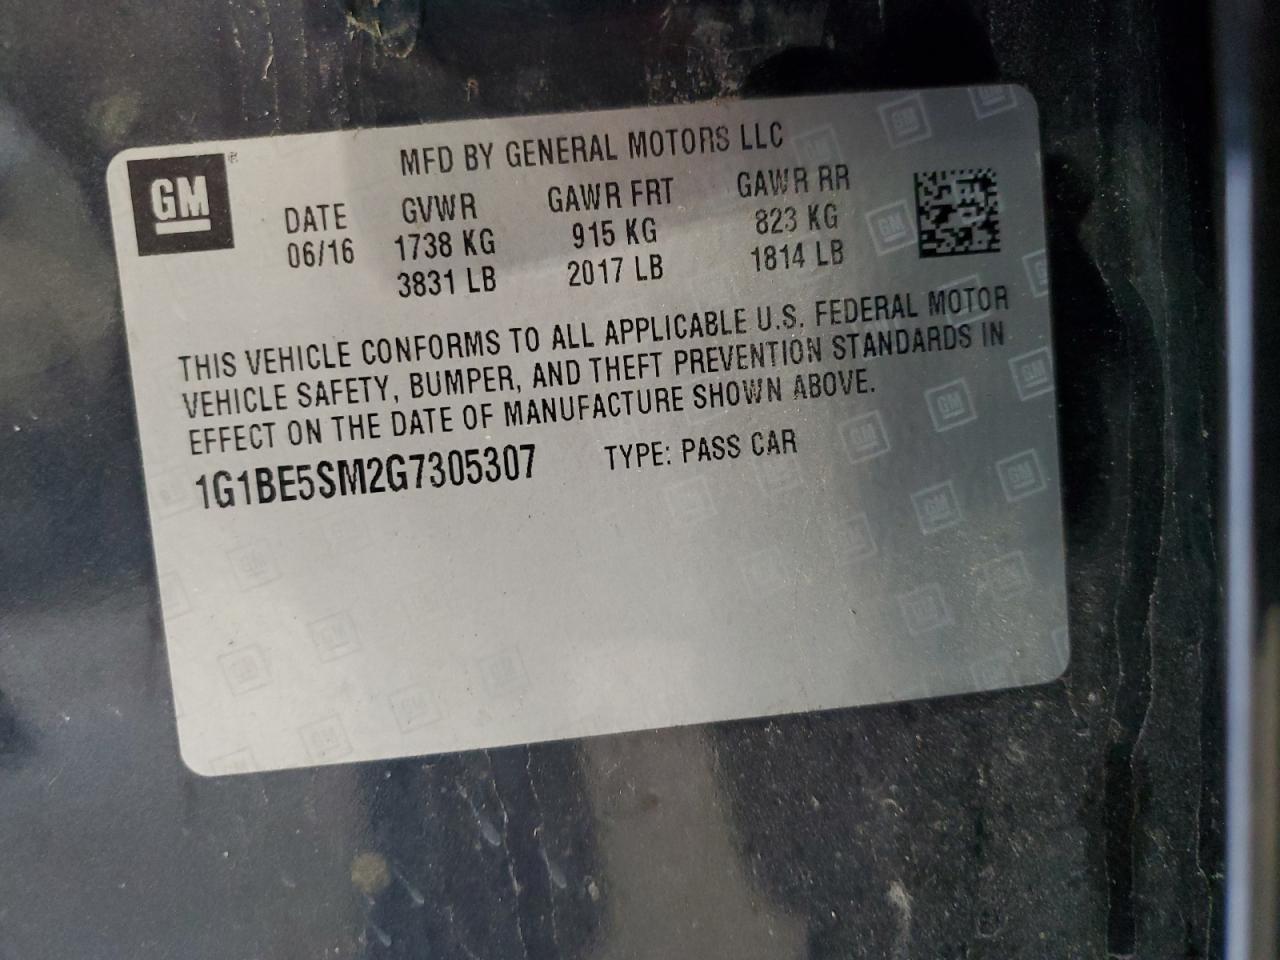 GM ®
MFD BY GENERAL MOTORS LLC
DATE GVWR GAWR FRT GAWR RR
06/16 1738 KG 915 KG 823 KG
3831 LB 2017 LB 1814 LB
THIS VEHICLE CONFORMS TO ALL APPLICABLE U.S. FEDERAL MOTOR
VEHICLE SAFETY, BUMPER, AND THEFT PREVENTION STANDARDS IN
EFFECT ON THE DATE OF MANUFACTURE SHOWN ABOVE.
1G1BE5SM2G7305307 TYPE: PASS CAR